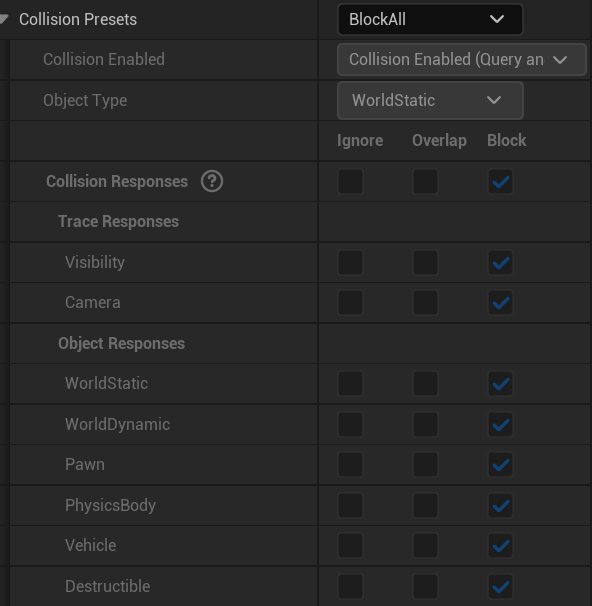 Collision Presets BlockAll
Collision Enabled Collision Enabled (Query an
Object Type WorldStatic
Ignore Overlap Block
Collision Responses ?
Trace Responses
Visibility
Camera
Object Responses
WorldStatic
WorldDynamic
Pawn
PhysicsBody
Vehicle
Destructible